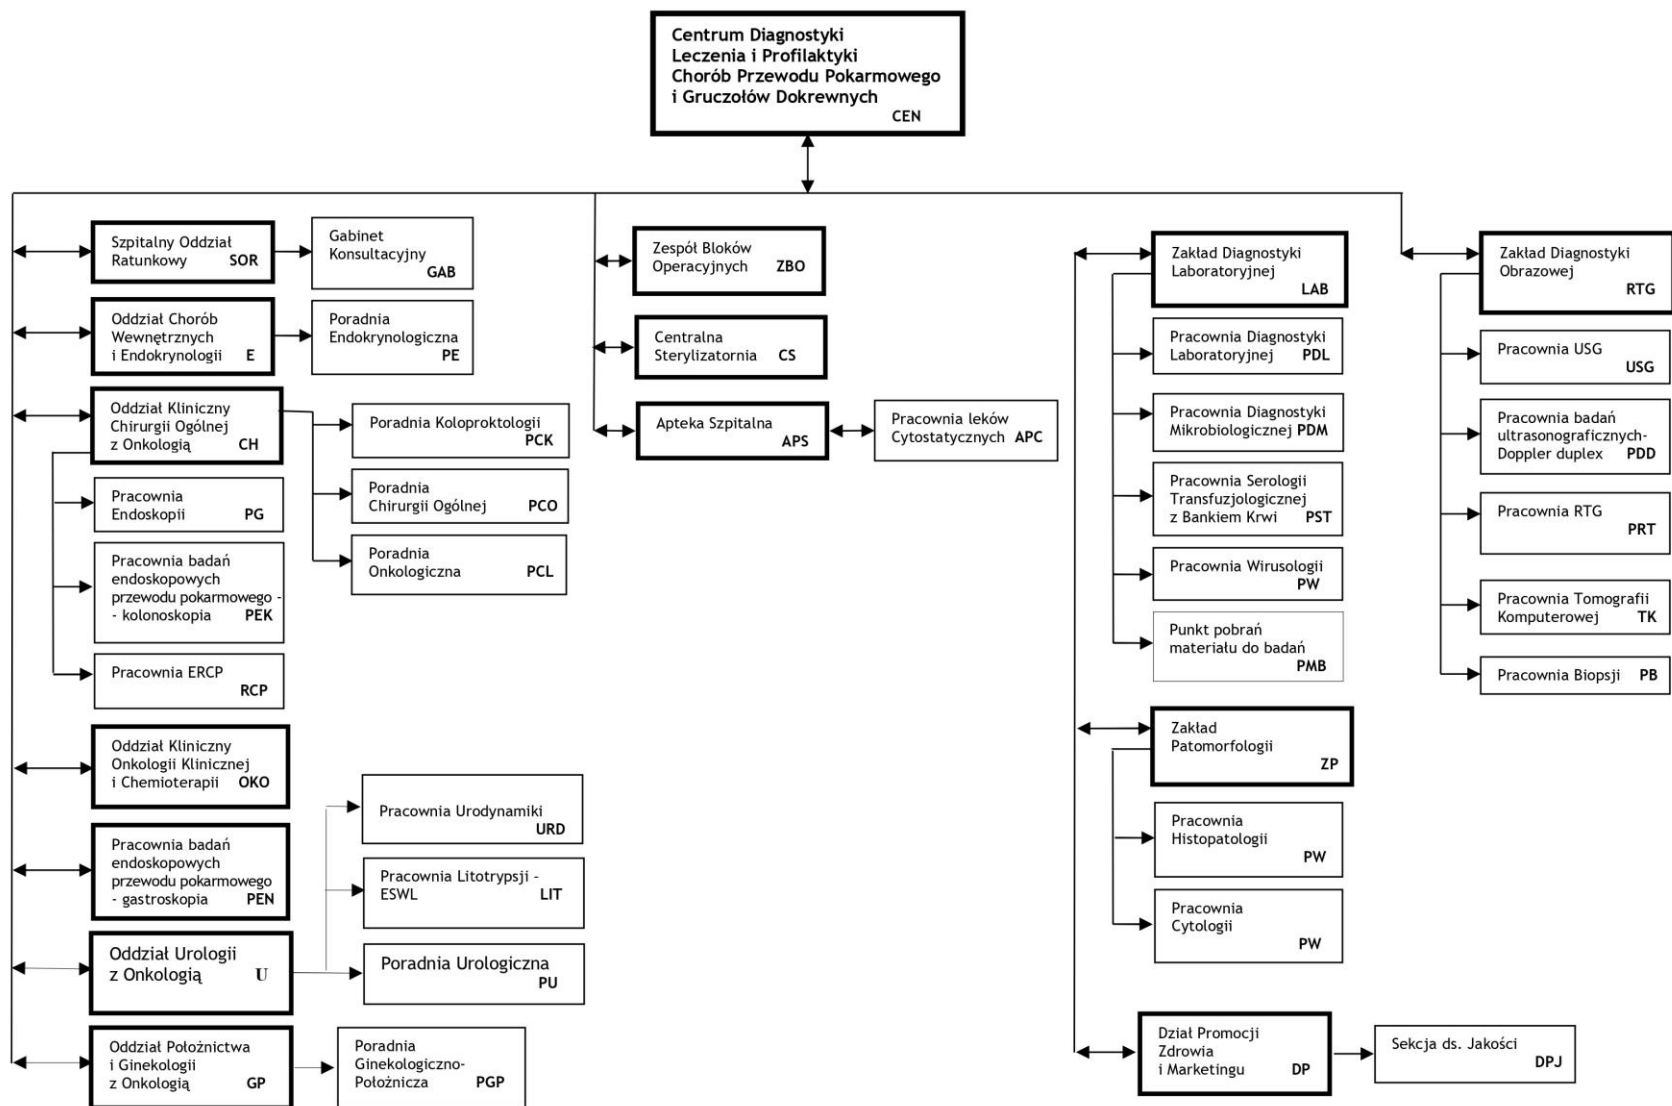 Centrum Diagnostyki
Leczenia i Profilaktyki
Chorób Przewodu Pokarmowego
i Gruczołów Dokrewnych
CEN
Szpitalny Oddział
Ratunkowy SOR
Gabinet
Konsultacyjny
GAB
Oddział Chorób
Wewnętrznych
i Endokrynologii E
Poradnia
Endokrynologiczna
PE
Oddział Kliniczny
Chirurgii Ogólnej
z Onkologią CH
Poradnia Koloproktologii
PCK
Poradnia
Chirurgii Ogólnej PCO
Poradnia
Onkologiczna PCL
Pracownia
Endoskopii PG
Pracownia badań
endoskopowych
przewodu pokarmowego -
- kolonoskopia PEK
Pracownia ERCP
RCP
Oddział Kliniczny
Onkologii Klinicznej
i Chemioterapii OKO
Pracownia badań
endoskopowych
przewodu pokarmowego
- gastroskopia PEN
Oddział Urologii
z Onkologią U
Pracownia Urodynamiki
URD
Pracownia Litotrypsji -
ESWL LIT
Poradnia Urologiczna
PU
Oddział Położnictwa
i Ginekologii
z Onkologią GP
Poradnia
Ginekologiczno-
Położnicza PGP
Zespół Bloków
Operacyjnych ZBO
Centralna
Sterylizatornia CS
Apteka Szpitalna
APS
Pracownia leków
Cytostatycznych APC
Zakład Diagnostyki
Laboratoryjnej
LAB
Pracownia Diagnostyki
Laboratoryjnej PDL
Pracownia Diagnostyki
Mikrobiologicznej PDM
Pracownia Serologii
Transfuzjologicznej
z Bankiem Krwi PST
Pracownia Wirusologii
PW
Punkt pobrań
materiału do badań
PMB
Zakład
Patomorfologii
ZP
Pracownia
Histopatologii
PW
Pracownia
Cytologii
PW
Dział Promocji
Zdrowia
i Marketingu DP
Sekcja ds. Jakości
DPJ
Zakład Diagnostyki
Obrazowej
RTG
Pracownia USG
USG
Pracownia badań
ultrasonograficznych-
Doppler duplex PDD
Pracownia RTG
PRT
Pracownia Tomografii
Komputerowej TK
Pracownia Biopsji PB